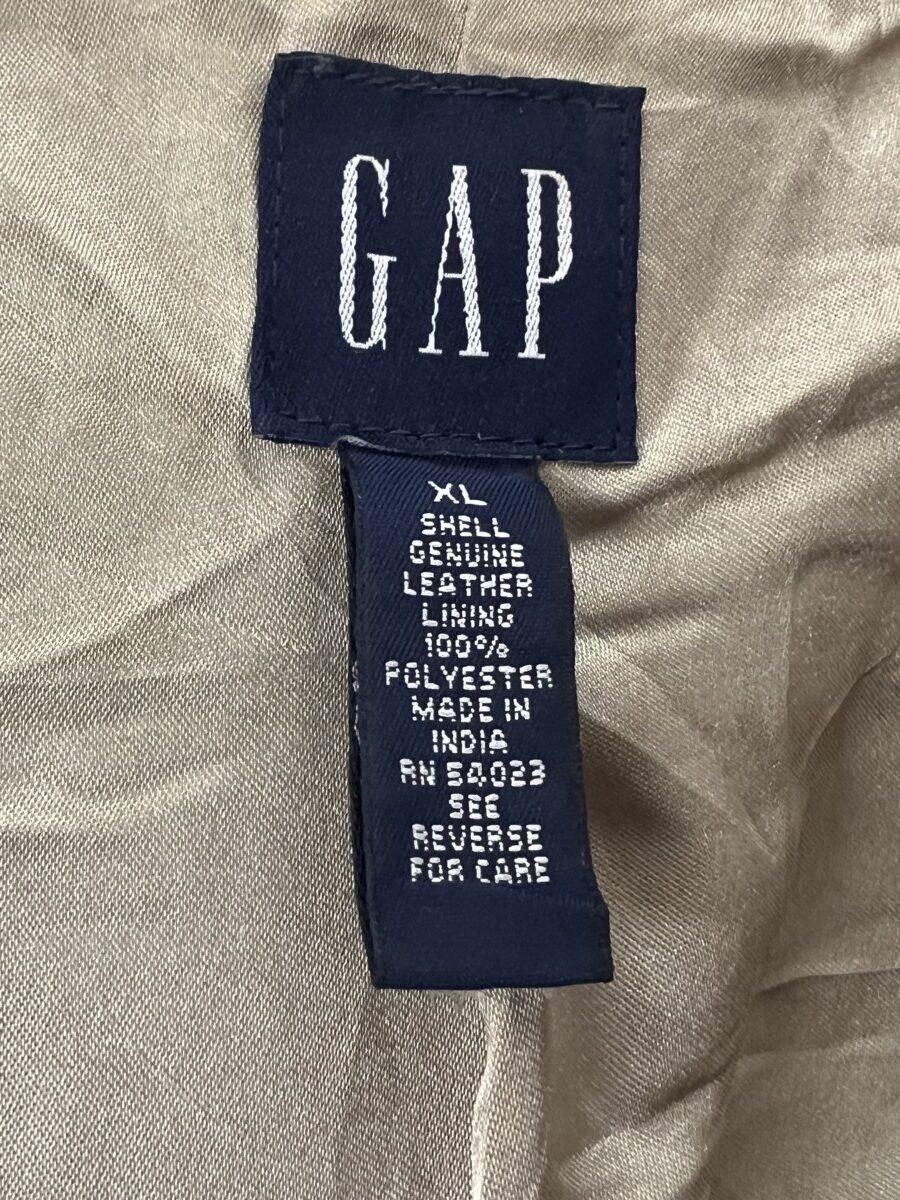 GAP
XL
SHELL
GENUINE
LEATHER
LINING
100%
POLYESTER
MADE IN
INDIA
RN 54023
SEE
REVERSE
FOR CARE